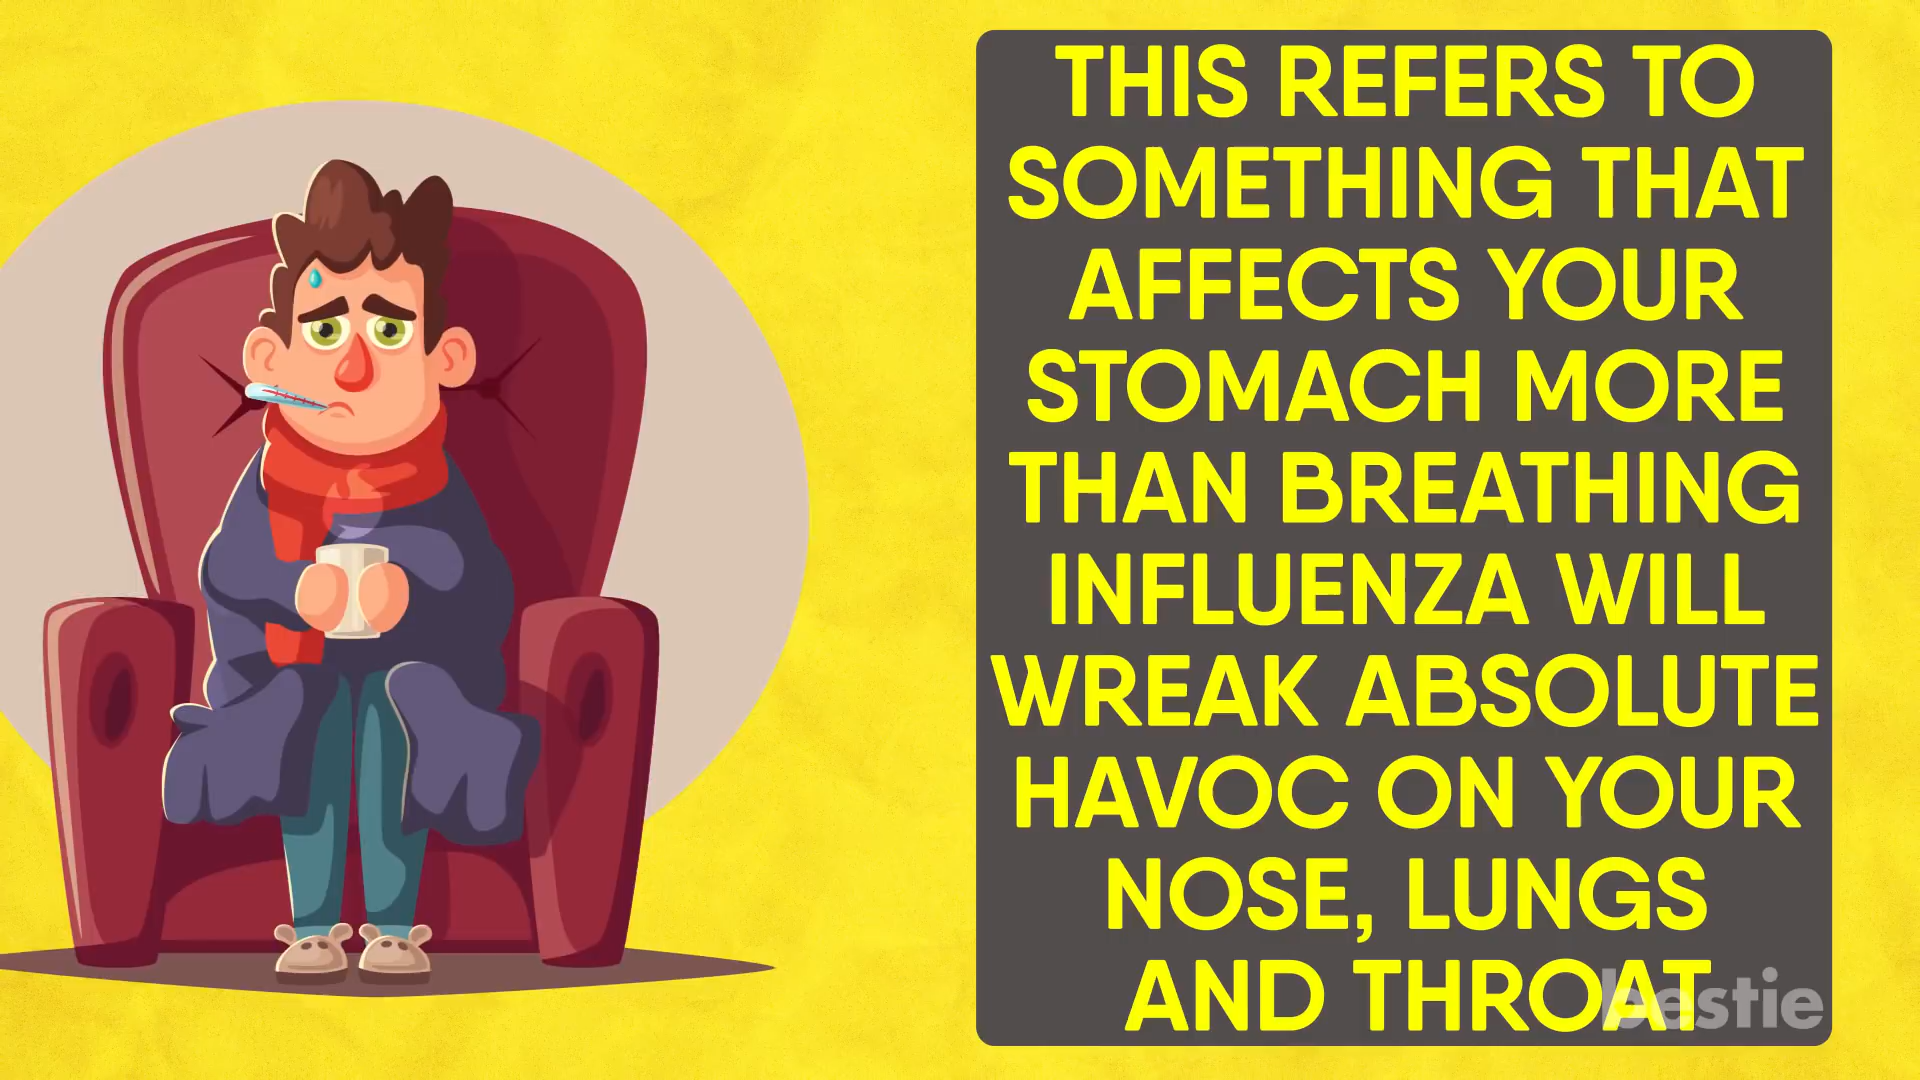 THIS REFERS TO
SOMETHING THAT
AFFECTS YOUR
STOMACH MORE
THAN BREATHING
INFLUENZA WILL
WREAK ABSOLUTE
HAVOC ON YOUR
NOSE, LUNGS
AND THROAT
bestie